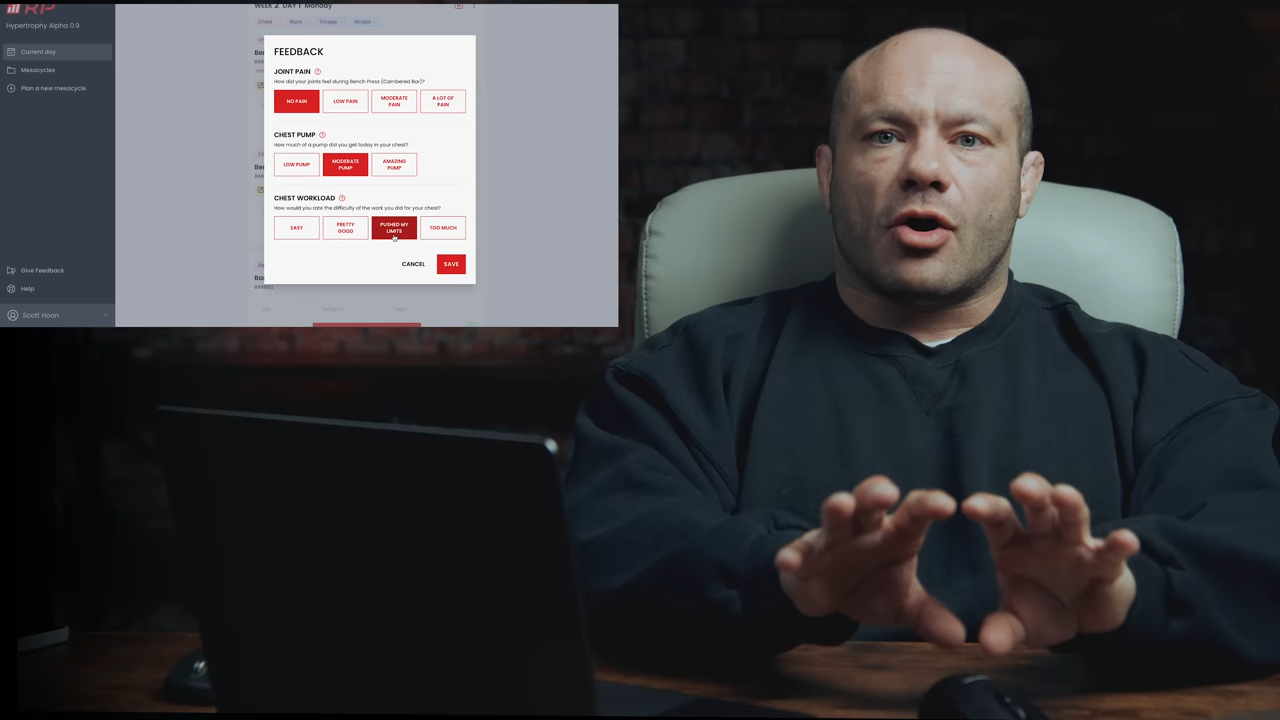 RP
Hypertrophy Alpha 0.9
Current day
Mesocycles
Plan a new mesocycle
Give Feedback
Help
Scott Hoon
WEEK 2 DAY 1 Monday
Chest
Back
Triceps
Biceps
FEEDBACK
JOINT PAIN
How did your joints feel during Bench Press (Cambered Bar)?
NO PAIN
LOW PAIN
MODERATE
PAIN
A LOT OF
PAIN
CHEST PUMP
How much of a pump did you get today in your chest?
LOW PUMP
MODERATE
PUMP
AMAZING
PUMP
CHEST WORKLOAD
How would you rate the difficulty of the work you did for your chest?
EASY
PRETTY
GOOD
PUSHED MY
LIMITS
TOO MUCH
CANCEL
SAVE